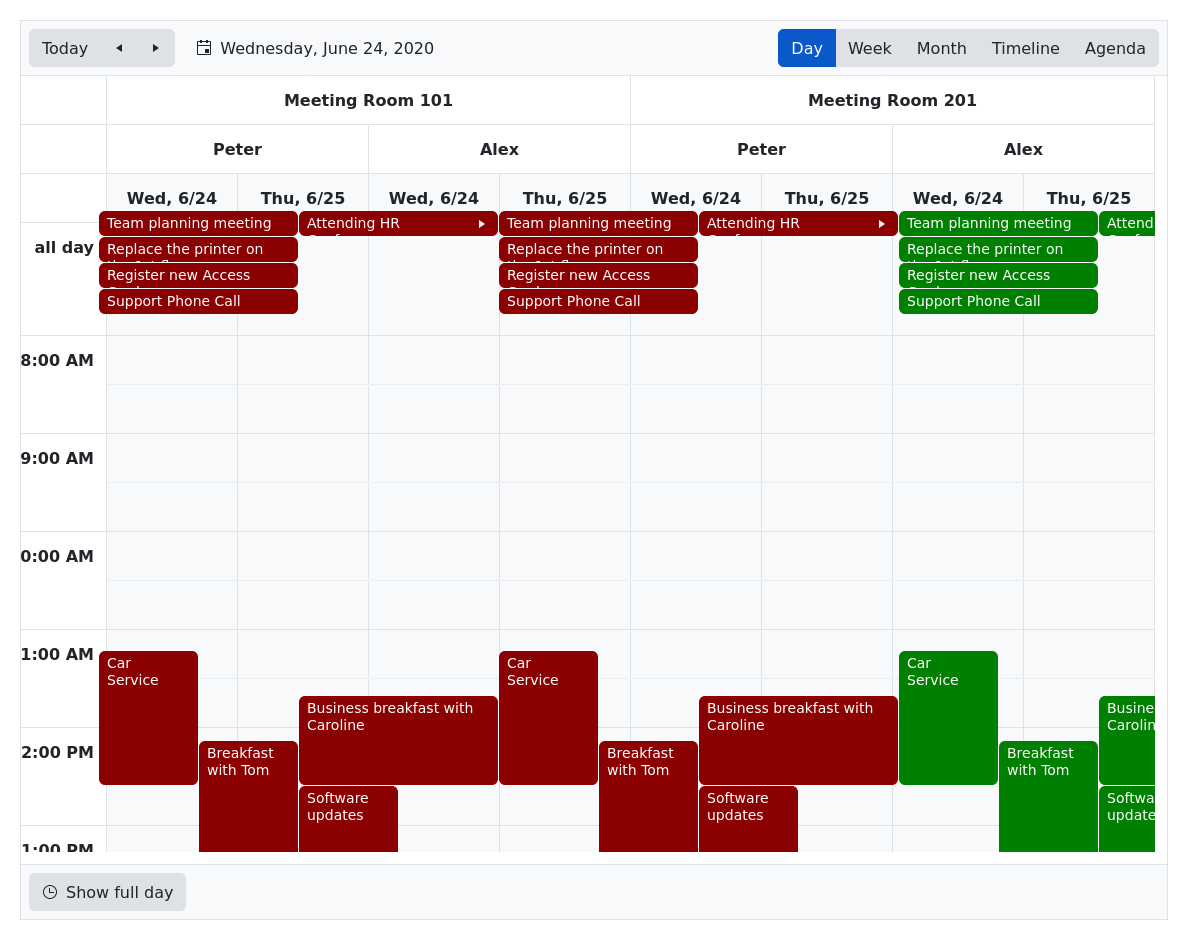 Today
Wednesday, June 24, 2020
Day Week Month Timeline Agenda
Meeting Room 101 Meeting Room 201
Peter Alex Peter Alex
Wed, 6/24 Thu, 6/25 Wed, 6/24 Thu, 6/25 Wed, 6/24 Thu, 6/25 Wed, 6/24 Thu, 6/25
all day
Team planning meeting Attending HR Team planning meeting Attending HR Team planning meeting Attend
Replace the printer on Replace the printer on Replace the printer on
Register new Access Register new Access Register new Access
Support Phone Call Support Phone Call Support Phone Call
8:00 AM
9:00 AM
0:00 AM
1:00 AM
Car Service
Car Service
Car Service
Business breakfast with
Caroline
Business breakfast with
Caroline
Busine
Carolin
2:00 PM
Breakfast
with Tom
Breakfast
with Tom
Breakfast
with Tom
Software
updates
Software
updates
Softwa
update
1:00 PM
Show full day